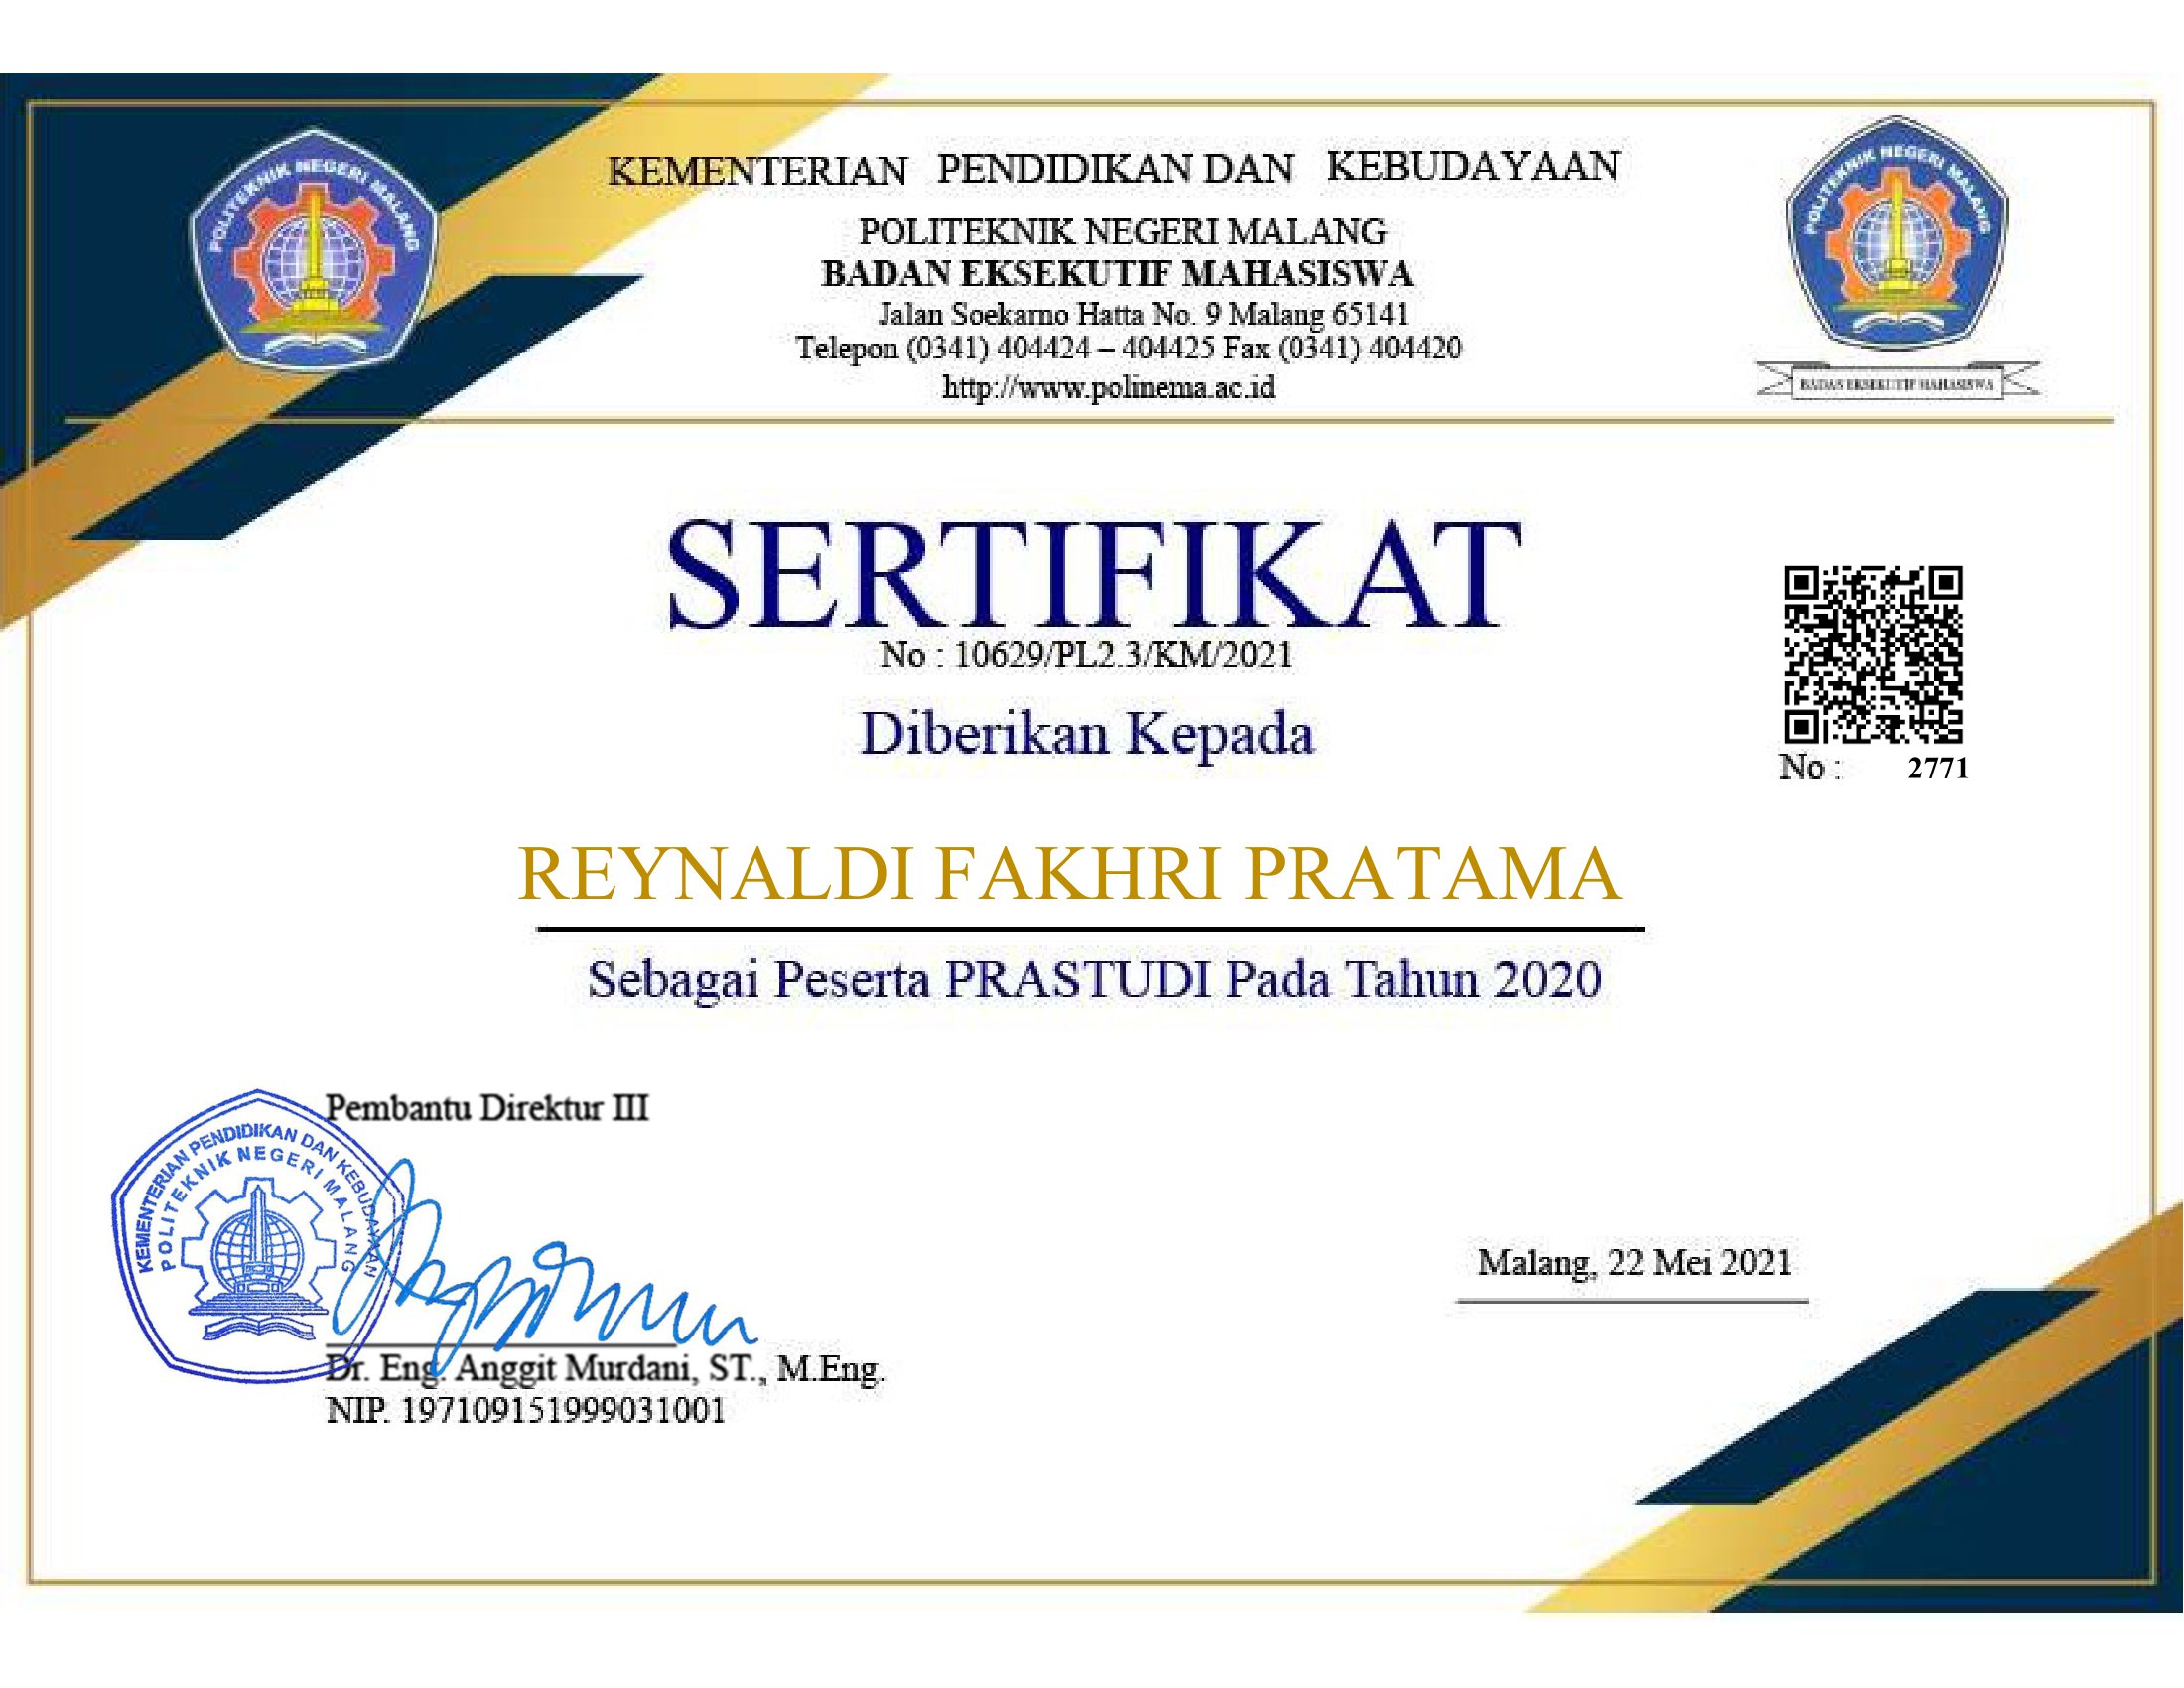 POLITEKNIK NEGERI MALANG
KEMENTERIAN PENDIDIKAN DAN KEBUDAYAAN
POLITEKNIK NEGERI MALANG
BADAN EKSEKUTIF MAHASISWA
Jalan Soekarno Hatta No. 9 Malang 65141
Telepon (0341) 404424 – 404425 Fax (0341) 404420
http://www.polinema.ac.id
POLITEKNIK NEGERI MALANG
BADAN EKSEKUTIF MAHASISWA
SERTIFIKAT
No : 10629/PL2.3/KM/2021
Diberikan Kepada
No : 2771
REYNALDI FAKHRI PRATAMA
Sebagai Peserta PRASTUDI Pada Tahun 2020
Pembantu Direktur III
KEMENTERIAN PENDIDIKAN DAN KEBUDAYAAN
POLITEKNIK NEGERI MALANG
Malang, 22 Mei 2021
Dr. Eng. Anggit Murdani, ST., M.Eng.
NIP. 197109151999031001